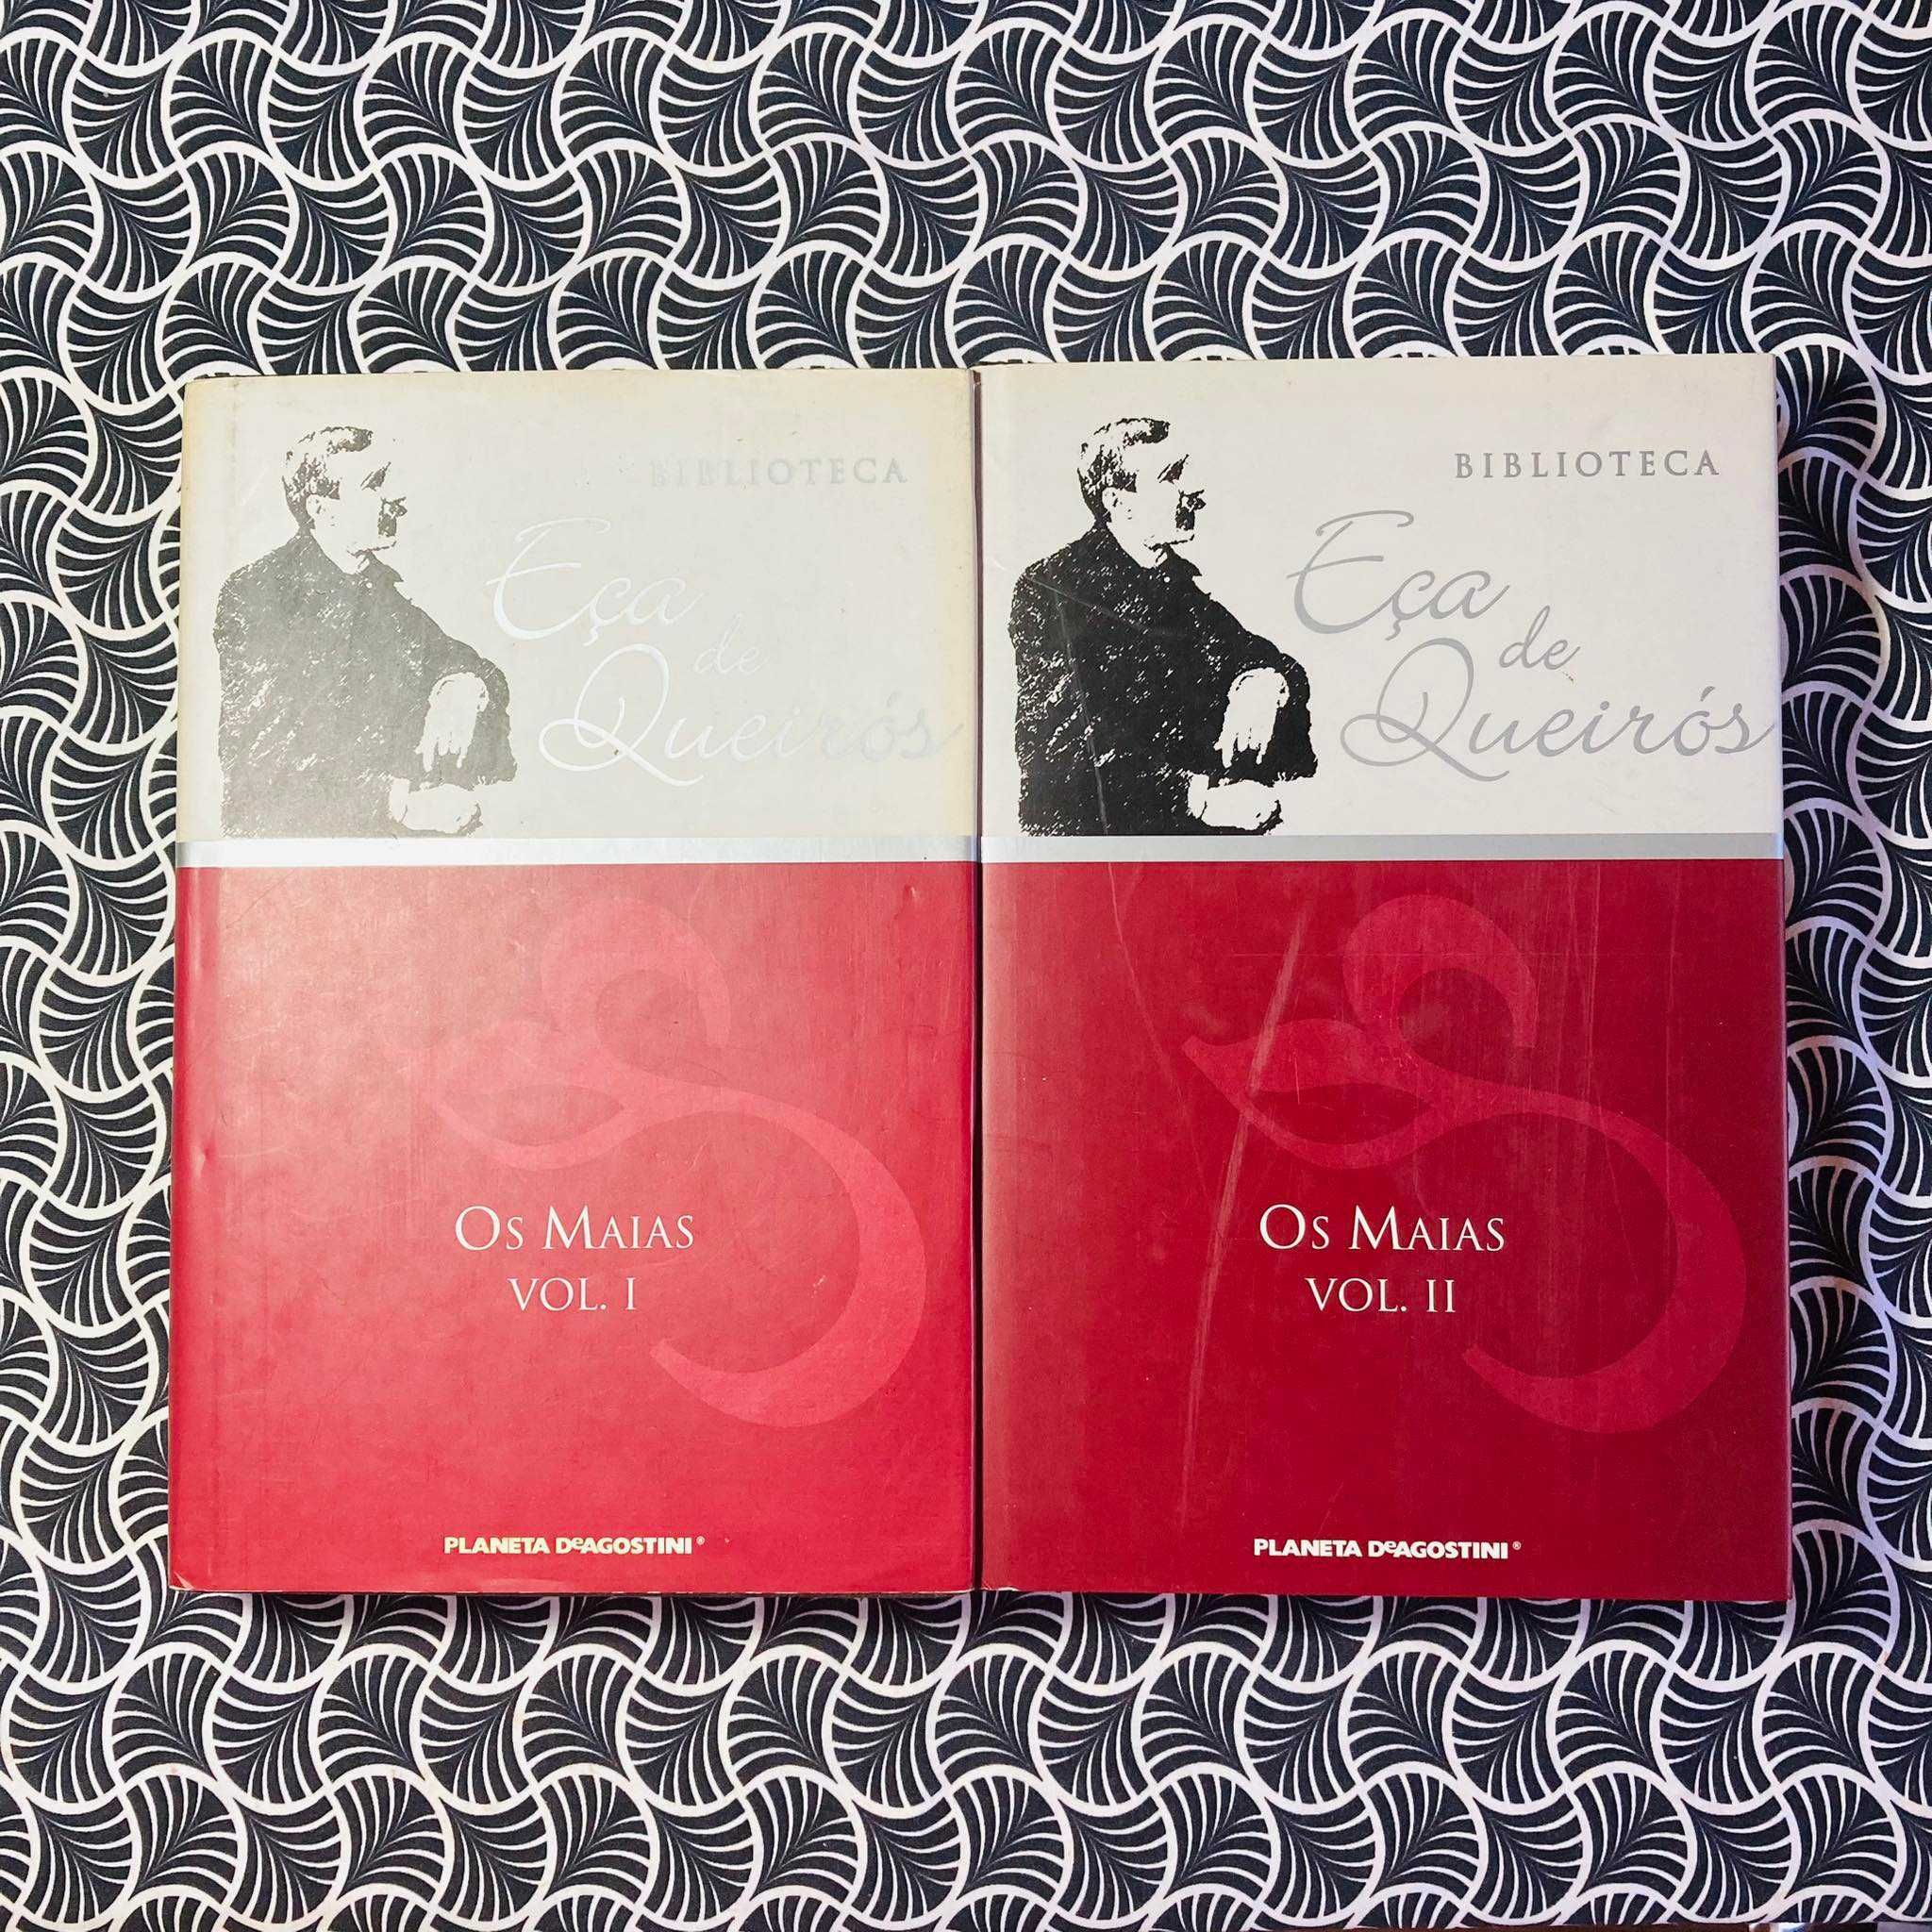 BIBLIOTECA
Eça
de
Queirós
OS MAIAS
VOL. I
PLANETA DeAGOSTINI®
BIBLIOTECA
Eça
de
Queirós
OS MAIAS
VOL. II
PLANETA DeAGOSTINI®